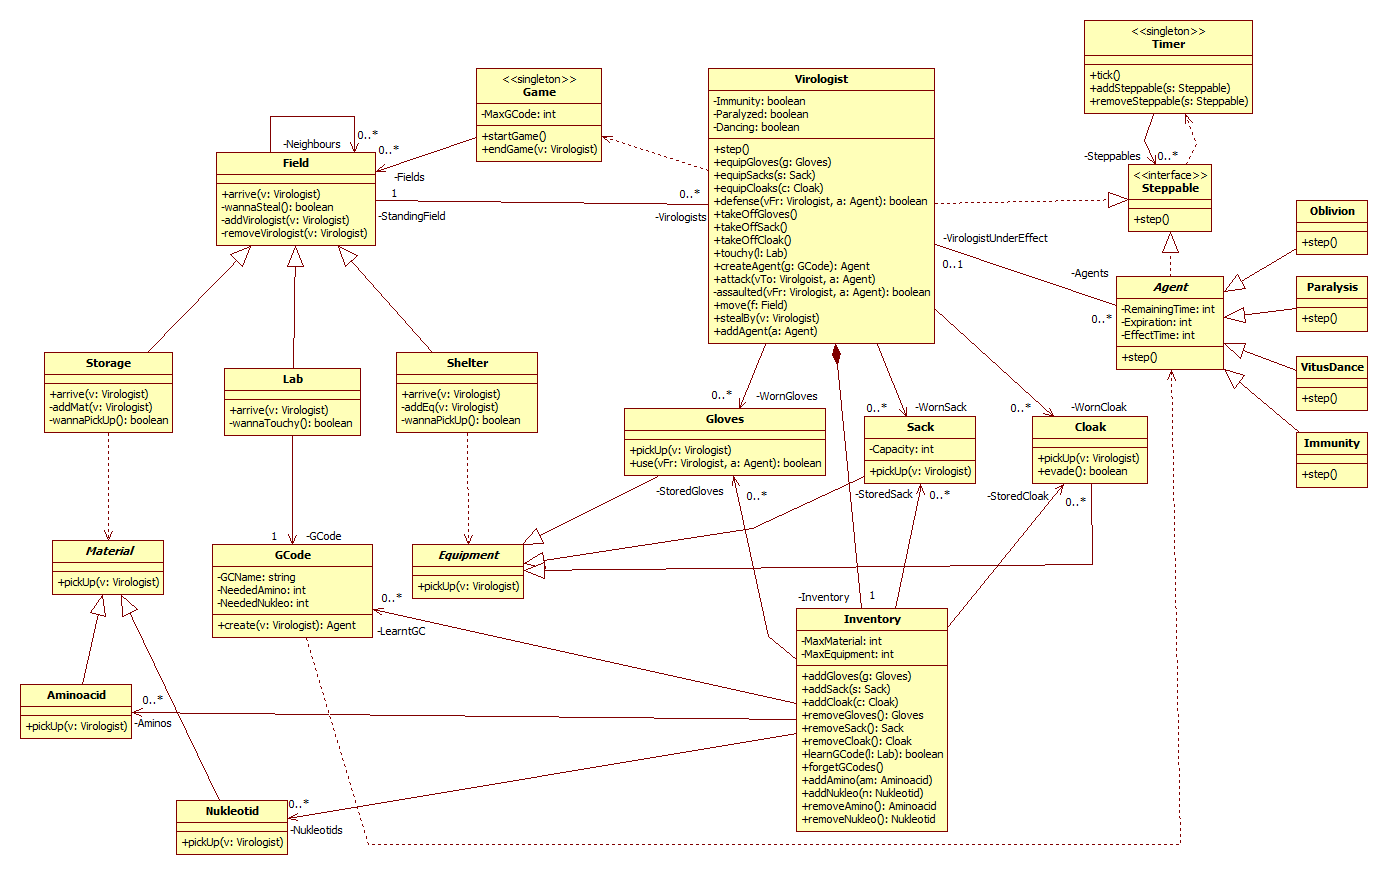 <<singleton>>
Timer
+tick()
+addSteppable(s: Steppable)
+removeSteppable(s: Steppable)
<<singleton>>
Game
-MaxGCode: int
+startGame()
+endGame(v: Virologist)
Virologist
-Immunity: boolean
-Paralyzed: boolean
-Dancing: boolean
+step()
+equipGloves(g: Gloves)
+equipSacks(s: Sack)
+equipCloaks(c: Cloak)
+defense(vFr: Virologist, a: Agent): boolean
+takeOffGloves()
+takeOffSack()
+takeOffCloak()
+touchy(l: Lab)
+createAgent(g: GCode): Agent
+attack(vTo: Virolgoist, a: Agent)
-assaulted(vFr: Virologist, a: Agent): boolean
+move(f: Field)
+stealBy(v: Virologist)
+addAgent(a: Agent)
-Neighbours
0..*
0..*
-Fields
1
-StandingField
0..*
-Virologists
-Steppables
0..*
Field
+arrive(v: Virologist)
-wannaSteal(): boolean
-addVirologist(v: Virologist)
-removeVirologist(v: Virologist)
<<interface>>
Steppable
+step()
-VirologistUnderEffect
0..1
-Agents
0..*
Agent
-RemainingTime: int
-Expiration: int
-EffectTime: int
+step()
Oblivion
+step()
Paralysis
+step()
VitusDance
+step()
Immunity
+step()
Storage
+arrive(v: Virologist)
-addMat(v: Virologist)
-wannaPickUp(): boolean
Lab
+arrive(v: Virologist)
-wannaTouchy(): boolean
Shelter
+arrive(v: Virologist)
-addEq(v: Virologist)
-wannaPickUp(): boolean
0..*
-WornGloves
0..*
-WornSack
0..*
-WornCloak
Gloves
+pickUp(v: Virologist)
+use(vFr: Virologist, a: Agent): boolean
Sack
-Capacity: int
+pickUp(v: Virologist)
Cloak
+pickUp(v: Virologist)
+evade(): boolean
-StoredGloves
0..*
-StoredSack
0..*
-StoredCloak
0..*
Material
+pickUp(v: Virologist)
1
-GCode
GCode
-GCName: string
-NeededAmino: int
-NeededNukleo: int
+create(v: Virologist): Agent
Equipment
+pickUp(v: Virologist)
0..*
-LearntGC
-Inventory
1
Inventory
-MaxMaterial: int
-MaxEquipment: int
+addGloves(g: Gloves)
+addSack(s: Sack)
+addCloak(c: Cloak)
+removeGloves(): Gloves
+removeSack(): Sack
+removeCloak(): Cloak
+learnGCode(l: Lab): boolean
+forgetGCodes()
+addAmino(am: Aminoacid)
+addNukleo(n: Nukleotid)
+removeAmino(): Aminoacid
+removeNukleo(): Nukleotid
Aminoacid
+pickUp(v: Virologist)
0..*
-Aminos
Nukleotid
+pickUp(v: Virologist)
0..*
-Nukleotids